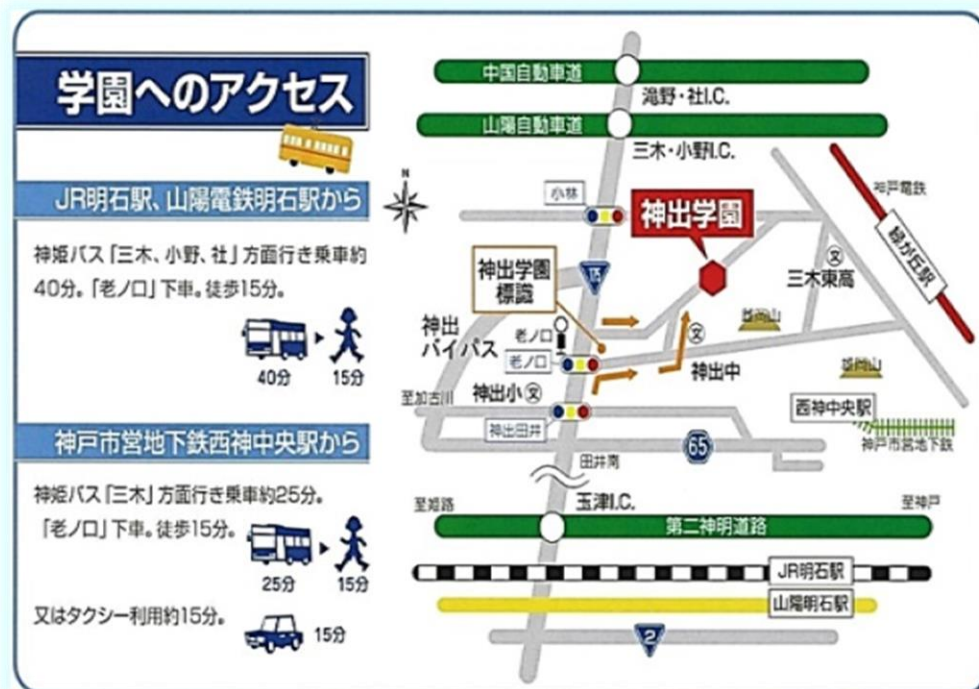 学園へのアクセス
JR明石駅、山陽電鉄明石駅から
神姫バス「三木、小野、社」方面行き乗車約
40分。「老ノ口」下車。徒歩15分。
40分
15分
神戸市営地下鉄西神中央駅から
神姫バス「三木」方面行き乗車約25分。
「老ノ口」下車。徒歩15分。
25分
15分
又はタクシー利用約15分。
15分
N
中国自動車道
滝野・社I.C.
山陽自動車道
三木・小野I.C.
小林
神出学園
神戸電鉄
緑が丘駅
175
神出学園
標識
三木東高
文
神出
バイパス
老ノ口
老ノ口
文
神出中
雄岡山
至加古川
神出小
文
神出田井
西神中央駅
神戸市営地下鉄
65
田井南
玉津I.C.
至姫路
至神戸
第二神明道路
JR明石駅
山陽明石駅
2